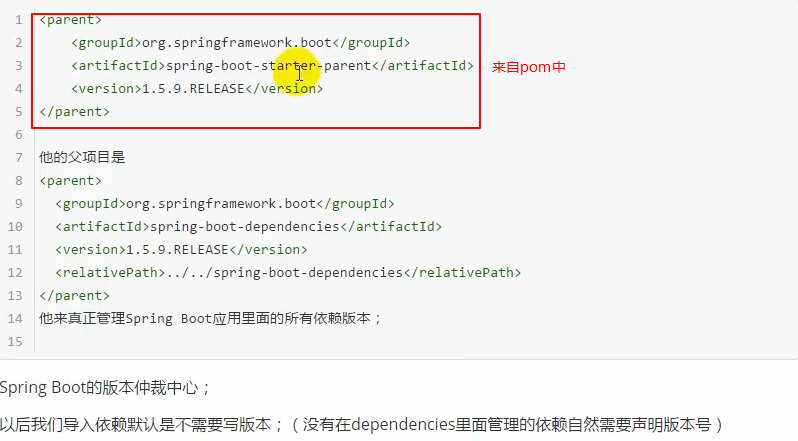 1 <parent>
2 <groupId>org.springframework.boot</groupId>
3 <artifactId>spring-boot-starter-parent</artifactId> 来自pom中
4 <version>1.5.9.RELEASE</version>
5 </parent>
6
7 他的父项目是
8 <parent>
9 <groupId>org.springframework.boot</groupId>
10 <artifactId>spring-boot-dependencies</artifactId>
11 <version>1.5.9.RELEASE</version>
12 <relativePath>../../spring-boot-dependencies</relativePath>
13 </parent>
14 他来真正管理Spring Boot应用里面的所有依赖版本；
15
Spring Boot的版本仲裁中心；
以后我们导入依赖默认是不需要写版本；（没有在dependencies里面管理的依赖自然需要声明版本号）